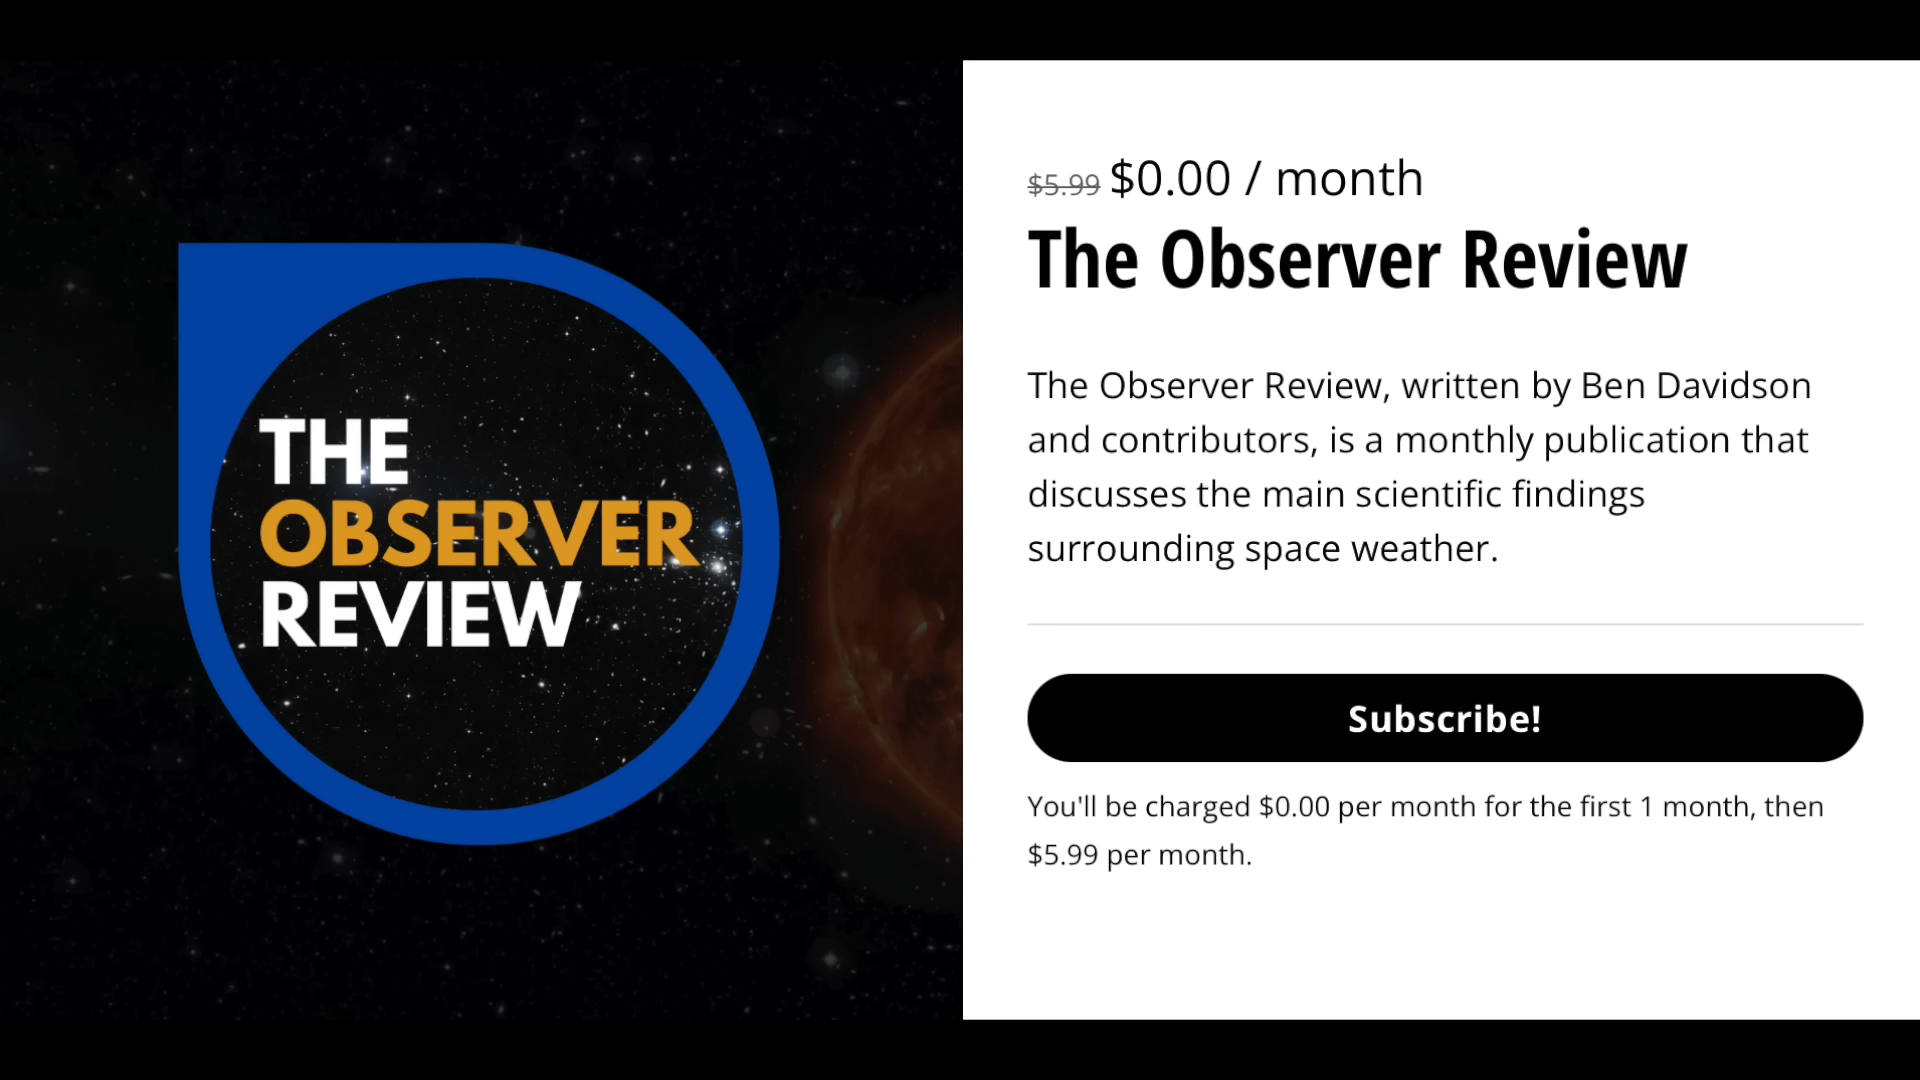 THE
OBSERVER
REVIEW
$5.99 $0.00 / month
The Observer Review
The Observer Review, written by Ben Davidson
and contributors, is a monthly publication that
discusses the main scientific findings
surrounding space weather.
Subscribe!
You'll be charged $0.00 per month for the first 1 month, then
$5.99 per month.